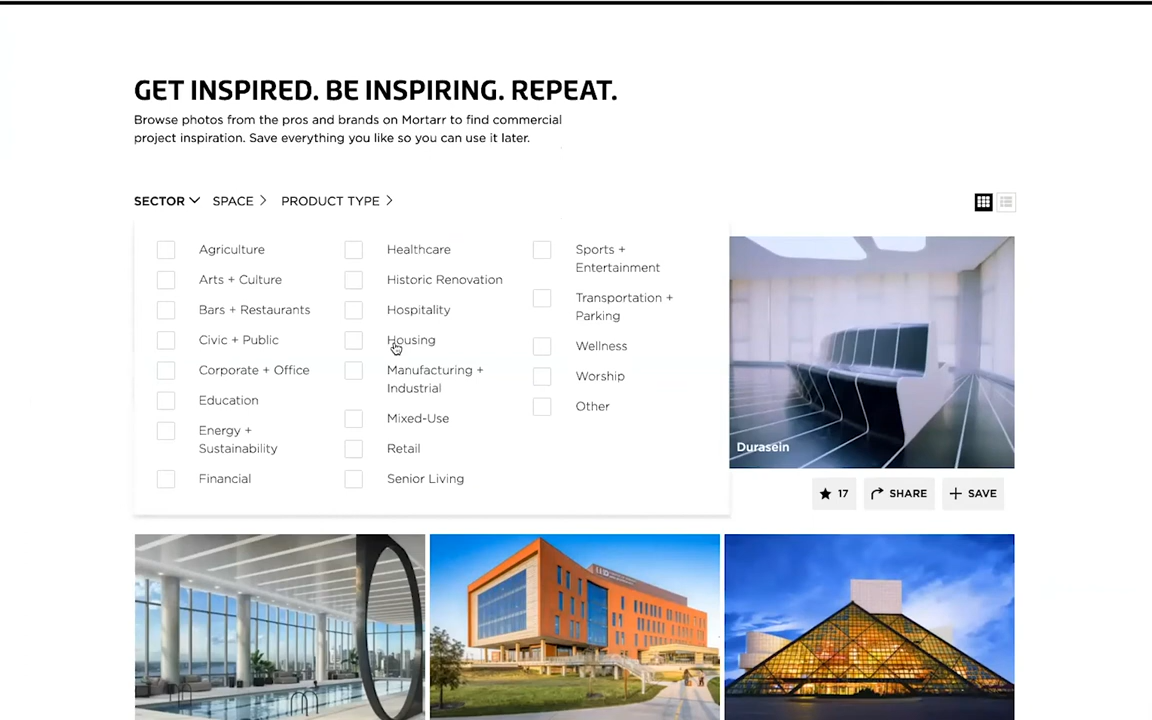 GET INSPIRED. BE INSPIRING. REPEAT.
Browse photos from the pros and brands on Mortarr to find commercial
project inspiration. Save everything you like so you can use it later.
SECTOR SPACE PRODUCT TYPE
Agriculture
Arts + Culture
Bars + Restaurants
Civic + Public
Corporate + Office
Education
Energy +
Sustainability
Financial
Healthcare
Historic Renovation
Hospitality
Housing
Manufacturing +
Industrial
Mixed-Use
Retail
Senior Living
Sports +
Entertainment
Transportation +
Parking
Wellness
Worship
Other
Durasein
17 SHARE SAVE